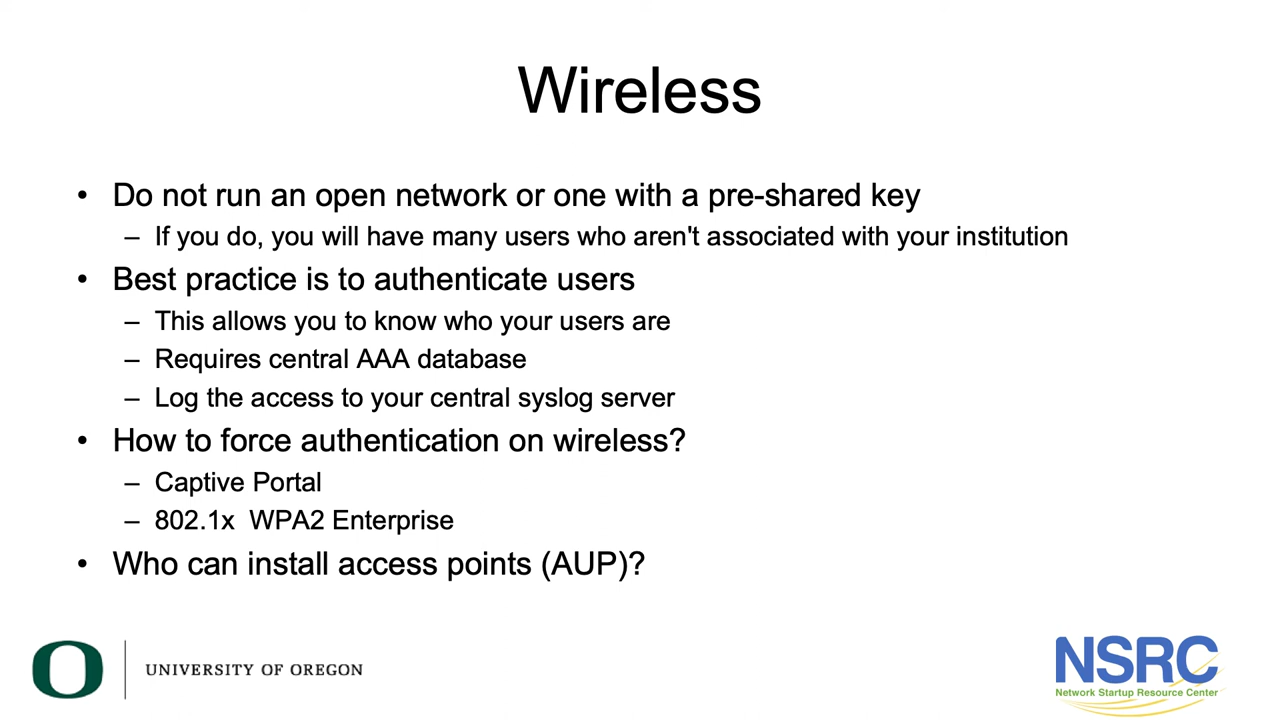 Wireless
• Do not run an open network or one with a pre-shared key
– If you do, you will have many users who aren't associated with your institution
• Best practice is to authenticate users
– This allows you to know who your users are
– Requires central AAA database
– Log the access to your central syslog server
• How to force authentication on wireless?
– Captive Portal
– 802.1x  WPA2 Enterprise
• Who can install access points (AUP)?
O
UNIVERSITY OF OREGON
NSRC
Network Startup Resource Center